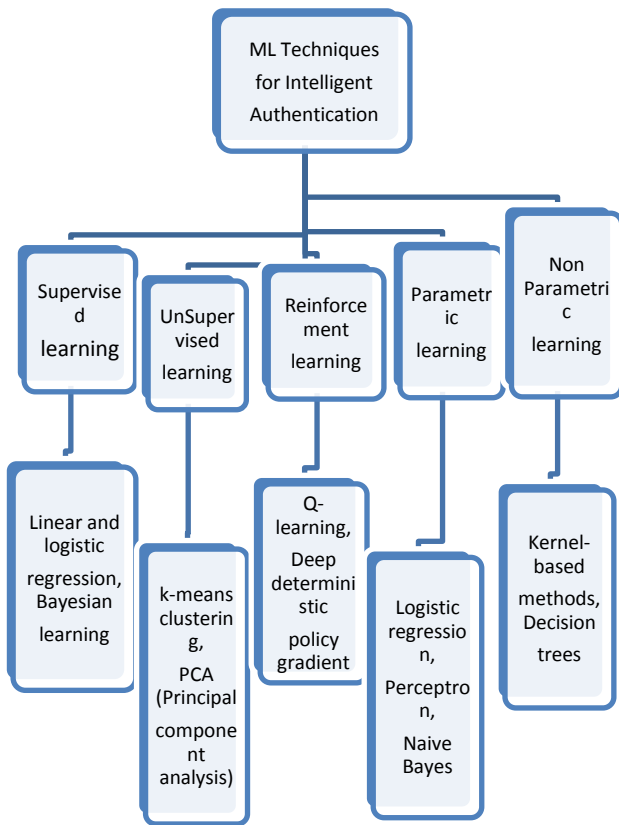 ML Techniques
for Intelligent
Authentication
Supervise
d
learning
UnSuper
vised
learning
Reinforce
ment
learning
Parametr
ic
learning
Non
Parametri
c
learning
Linear and
logistic
regression,
Bayesian
learning
k-means
clusterin
g,
PCA
(Principal
compone
nt
analysis)
Q-
learning,
Deep
determini
stic
policy
gradient
Logistic
regressio
n,
Perceptr
on,
Naive
Bayes
Kernel-
based
methods,
Decision
trees